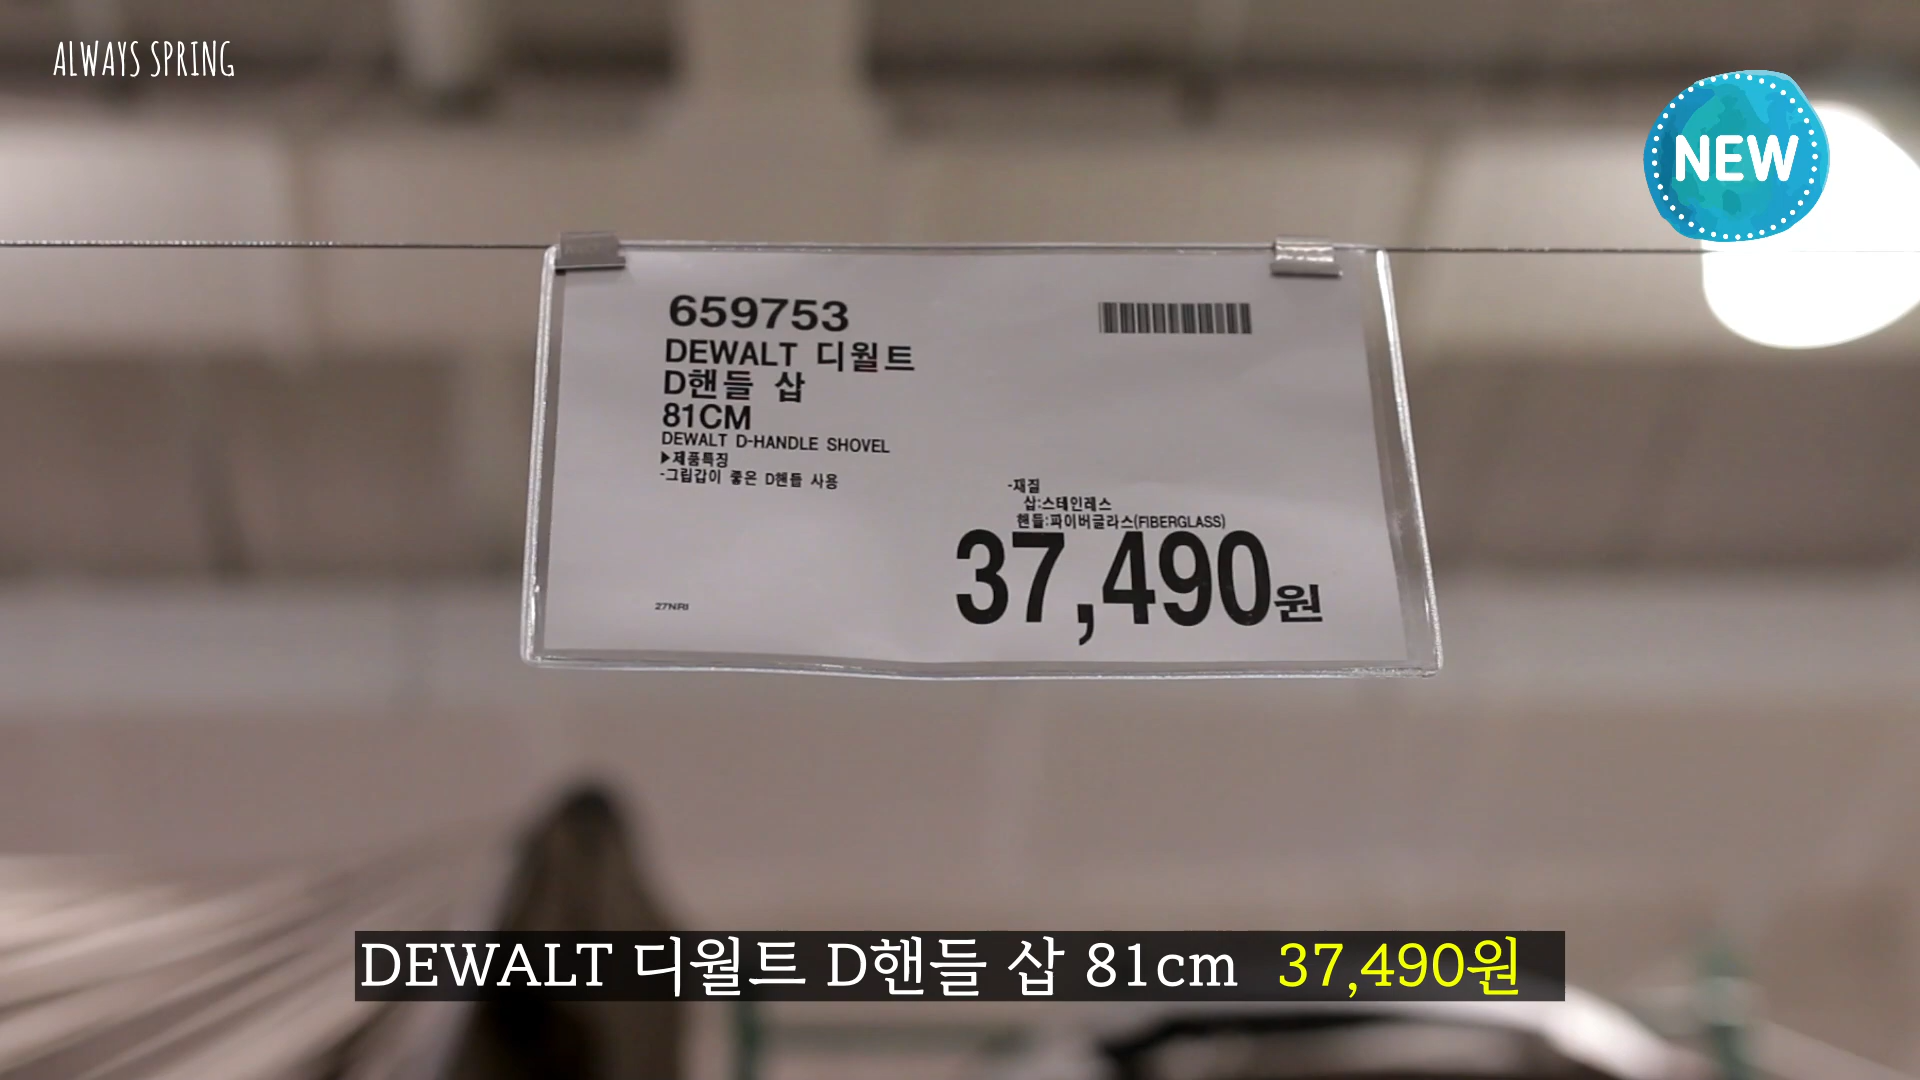 ALWAYS SPRING
NEW
659753
DEWALT 디월트
D핸들 삽
81CM
DEWALT D-HANDLE SHOVEL
▶제품특징
-그립감이 좋은 D핸들 사용
-재질
삽:스테인레스
핸들:파이버글라스(FIBERGLASS)
37,490원
27NRI
DEWALT 디월트 D핸들 삽 81cm 37,490원